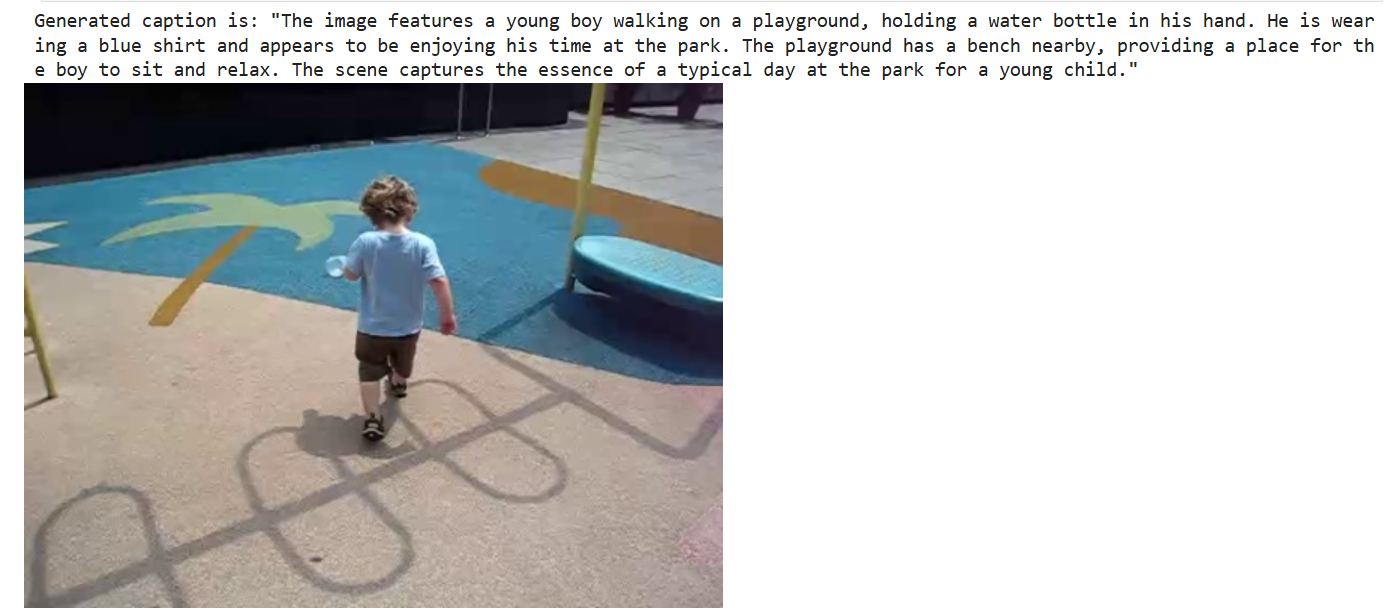 Generated caption is: "The image features a young boy walking on a playground, holding a water bottle in his hand. He is wear
ing a blue shirt and appears to be enjoying his time at the park. The playground has a bench nearby, providing a place for th
e boy to sit and relax. The scene captures the essence of a typical day at the park for a young child."